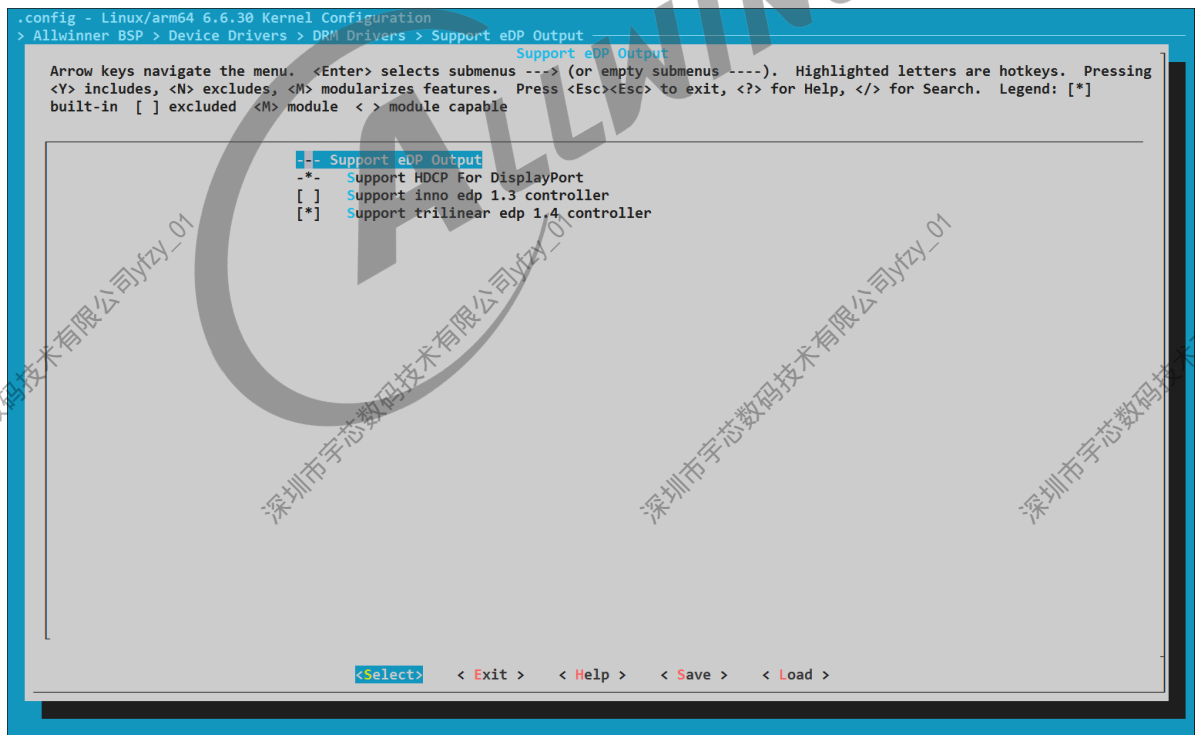 .config - Linux/arm64 6.6.30 Kernel Configuration
> Allwinner BSP > Device Drivers > DRM Drivers > Support eDP Output
Support eDP Output
Arrow keys navigate the menu.  <Enter> selects submenus ---> (or empty submenus ----).  Highlighted letters are hotkeys.  Pressing
<Y> includes, <N> excludes, <M> modularizes features.  Press <Esc><Esc> to exit, <?> for Help, </> for Search.  Legend: [*]
built-in  [ ] excluded  <M> module  < > module capable
--- Support eDP Output
-*-   Support HDCP For DisplayPort
[ ]   Support inno edp 1.3 controller
[*]   Support trilinear edp 1.4 controller
<Select>    < Exit >    < Help >    < Save >    < Load >
ALLWIN
深圳市宇芯数码技术有限公司yfzy_01
深圳市宇芯数码技术有限公司yfzy_01
深圳市宇芯数码技术有限公司yfzy_01